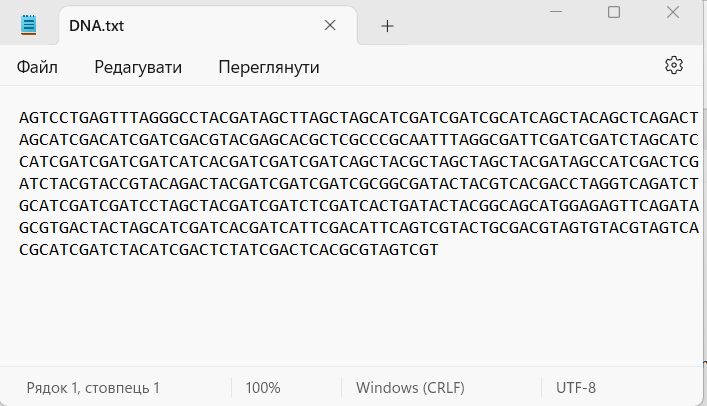 DNA.txt
Файл Редагувати Переглянути
AGTCCTGAGTTTAGGGCCTACGATAGCTTAGCTAGCATCGATCGATCGCATCAGCTACAGCTCAGACT
AGCATCGACATCGATCGACGTACGAGCACGCTCGCCCGCAATTTAGGCGATTCGATCGATCTAGCATC
CATCGATCGATCGATCATCACGATCGATCGATCAGCTACGCTAGCTAGCTACGATAGCCATCGACTCG
ATCTACGTACCGTACAGACTACGATCGATCGATCGCGGCGATACTACGTCACGACCTAGGTCAGATCT
GCATCGATCGATCCTAGCTACGATCGATCTCGATCACTGATACTACGGCAGCATGGAGAGTTCAGATA
GCGTGACTACTAGCATCGATCACGATCATTCGACATTCAGTCGTACTGCGACGTAGTGTACGTAGTCA
CGCATCGATCTACATCGACTCTATCGACTCACGCGTAGTCGT
Рядок 1, стовпець 1 100% Windows (CRLF) UTF-8